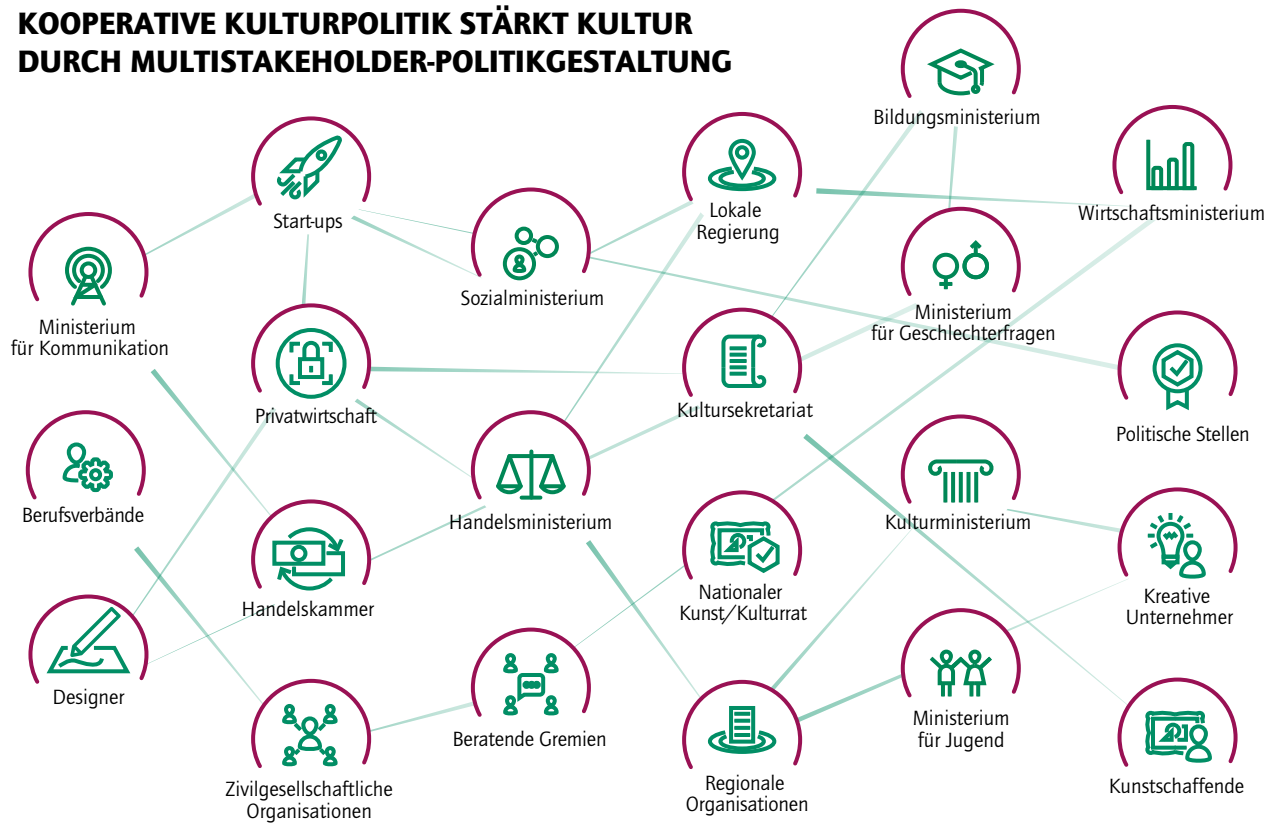 KOOPERATIVE KULTURPOLITIK STÄRKT KULTUR
DURCH MULTISTAKEHOLDER-POLITIKGESTALTUNG
Bildungsministerium
Start-ups
Lokale
Regierung
Wirtschaftsministerium
Sozialministerium
Ministerium
für Kommunikation
Ministerium
für Geschlechterfragen
Privatwirtschaft
Kultursekretariat
Politische Stellen
Berufsverbände
Handelsministerium
Kulturministerium
Handelskammer
Nationaler
Kunst/Kulturrat
Kreative
Unternehmer
Designer
Beratende Gremien
Ministerium
für Jugend
Zivilgesellschaftliche
Organisationen
Regionale
Organisationen
Kunstschaffende